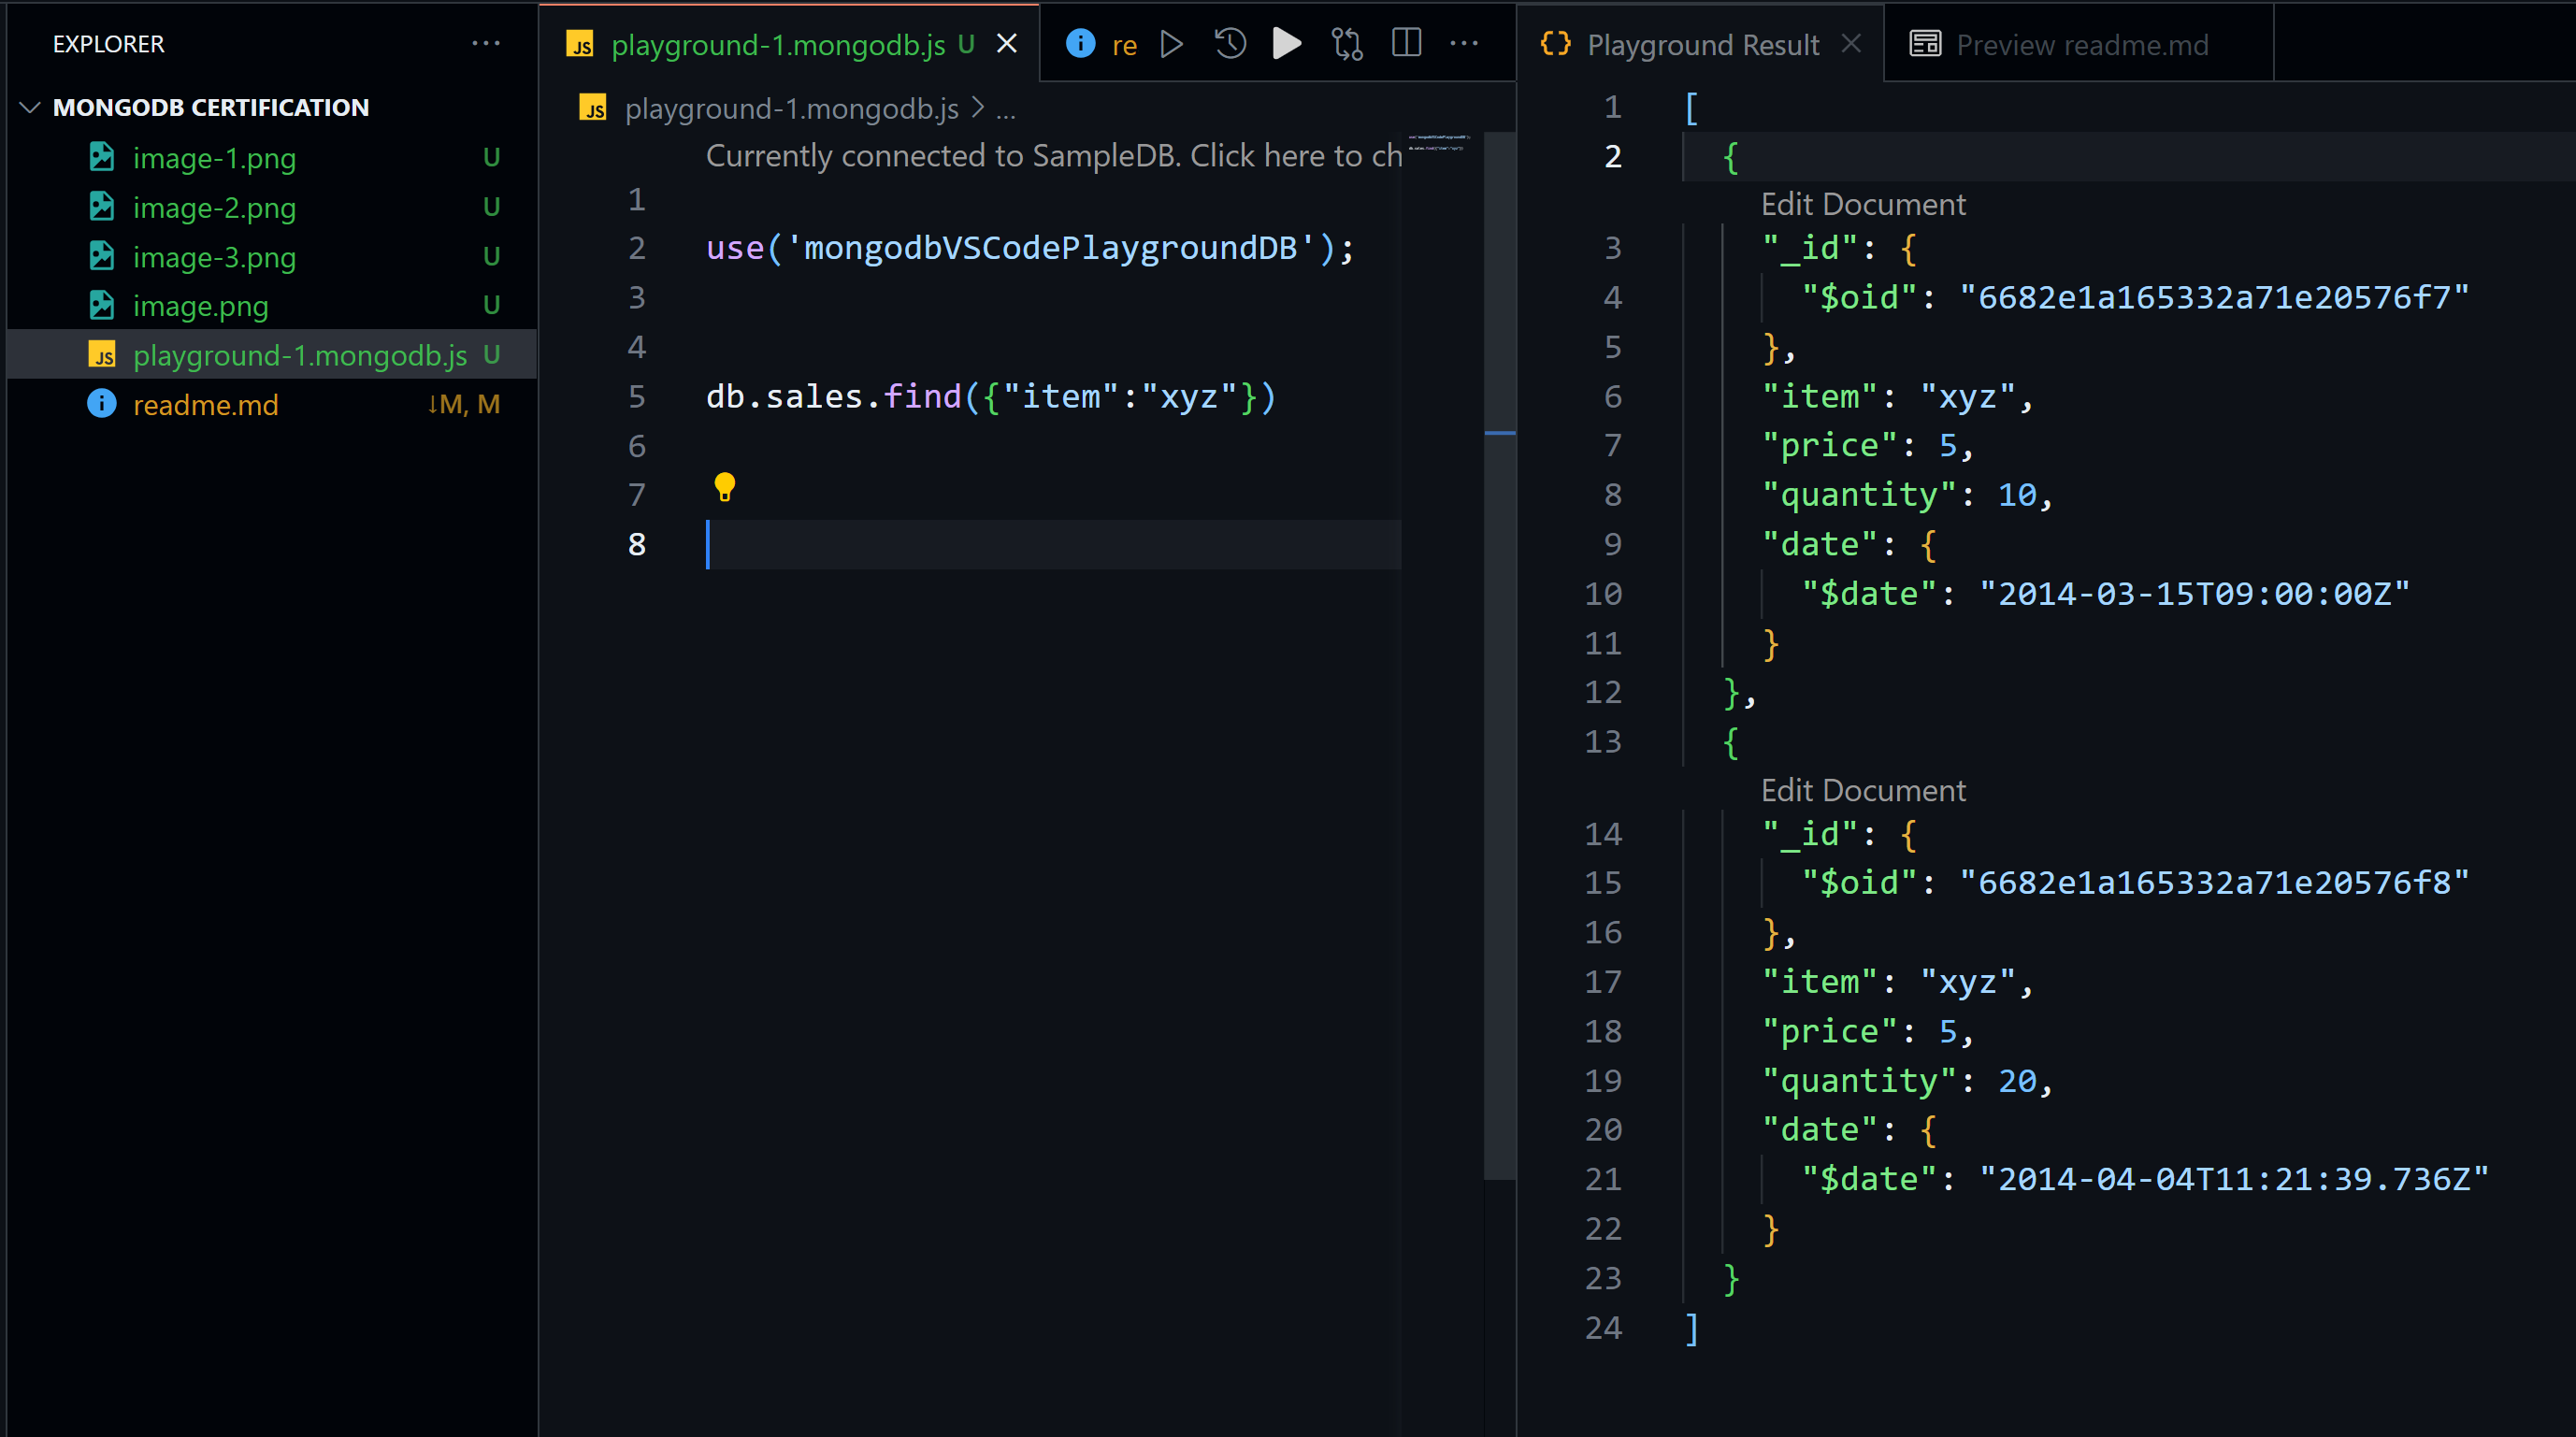 EXPLORER
MONGODB CERTIFICATION
image-1.png U
image-2.png U
image-3.png U
image.png U
JS playground-1.mongodb.js U
readme.md ↓M, M
JS playground-1.mongodb.js U
re
JS playground-1.mongodb.js > ...
Currently connected to SampleDB. Click here to ch
1
2 use('mongodbVSCodePlaygroundDB');
3
4
5 db.sales.find({"item":"xyz"})
6
7
8
{} Playground Result
Preview readme.md
1 [
2 {
Edit Document
3 "_id": {
4 "$oid": "6682e1a165332a71e20576f7"
5 },
6 "item": "xyz",
7 "price": 5,
8 "quantity": 10,
9 "date": {
10 "$date": "2014-03-15T09:00:00Z"
11 }
12 },
13 {
Edit Document
14 "_id": {
15 "$oid": "6682e1a165332a71e20576f8"
16 },
17 "item": "xyz",
18 "price": 5,
19 "quantity": 20,
20 "date": {
21 "$date": "2014-04-04T11:21:39.736Z"
22 }
23 }
24 ]